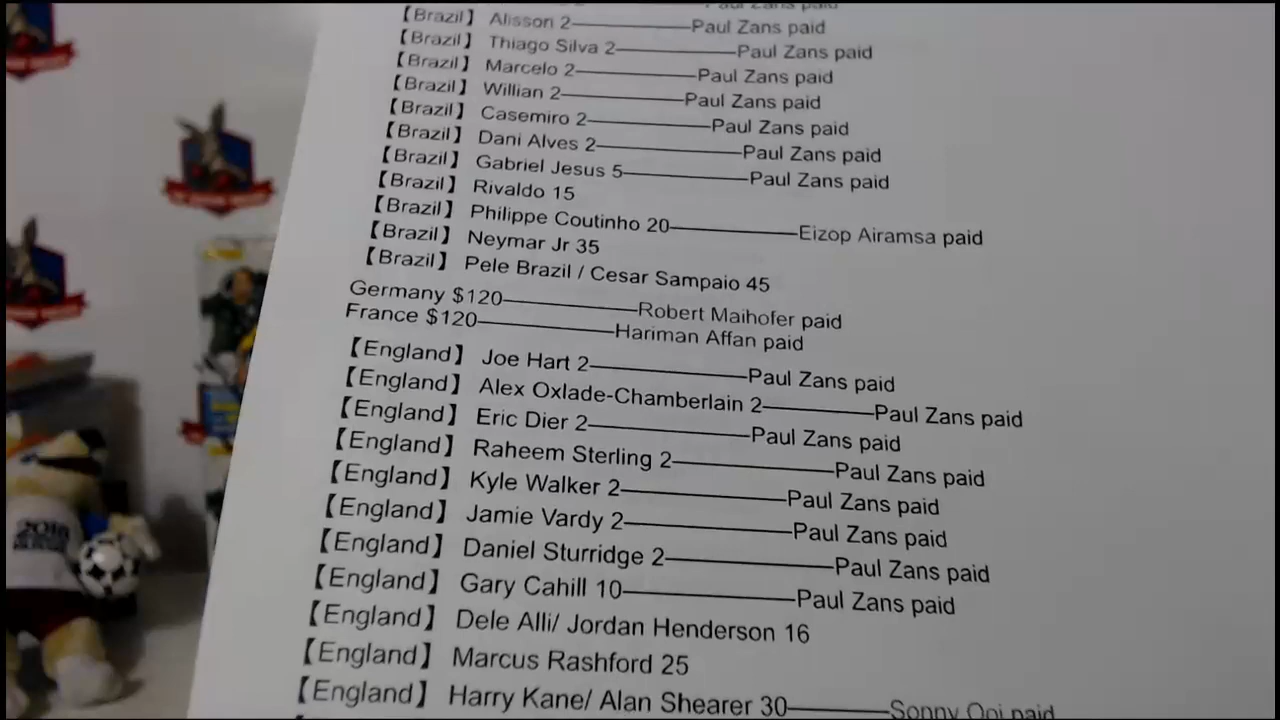 Paul Zans paid
【Brazil】 Alisson 2————Paul Zans paid
【Brazil】 Thiago Silva 2————Paul Zans paid
【Brazil】 Marcelo 2————Paul Zans paid
【Brazil】 Willian 2————Paul Zans paid
【Brazil】 Casemiro 2————Paul Zans paid
【Brazil】 Dani Alves 2————Paul Zans paid
【Brazil】 Gabriel Jesus 5————Paul Zans paid
【Brazil】 Rivaldo 15
【Brazil】 Philippe Coutinho 20————Eizop Airamsa paid
【Brazil】 Neymar Jr 35
【Brazil】 Pele Brazil / Cesar Sampaio 45
Germany $120————Robert Maihofer paid
France $120————Hariman Affan paid
【England】 Joe Hart 2————Paul Zans paid
【England】 Alex Oxlade-Chamberlain 2————Paul Zans paid
【England】 Eric Dier 2————Paul Zans paid
【England】 Raheem Sterling 2————Paul Zans paid
【England】 Kyle Walker 2————Paul Zans paid
【England】 Jamie Vardy 2————Paul Zans paid
【England】 Daniel Sturridge 2————Paul Zans paid
【England】 Gary Cahill 10————Paul Zans paid
【England】 Dele Alli/ Jordan Henderson 16
【England】 Marcus Rashford 25
【England】 Harry Kane/ Alan Shearer 30————Sonny Ooi paid
2018